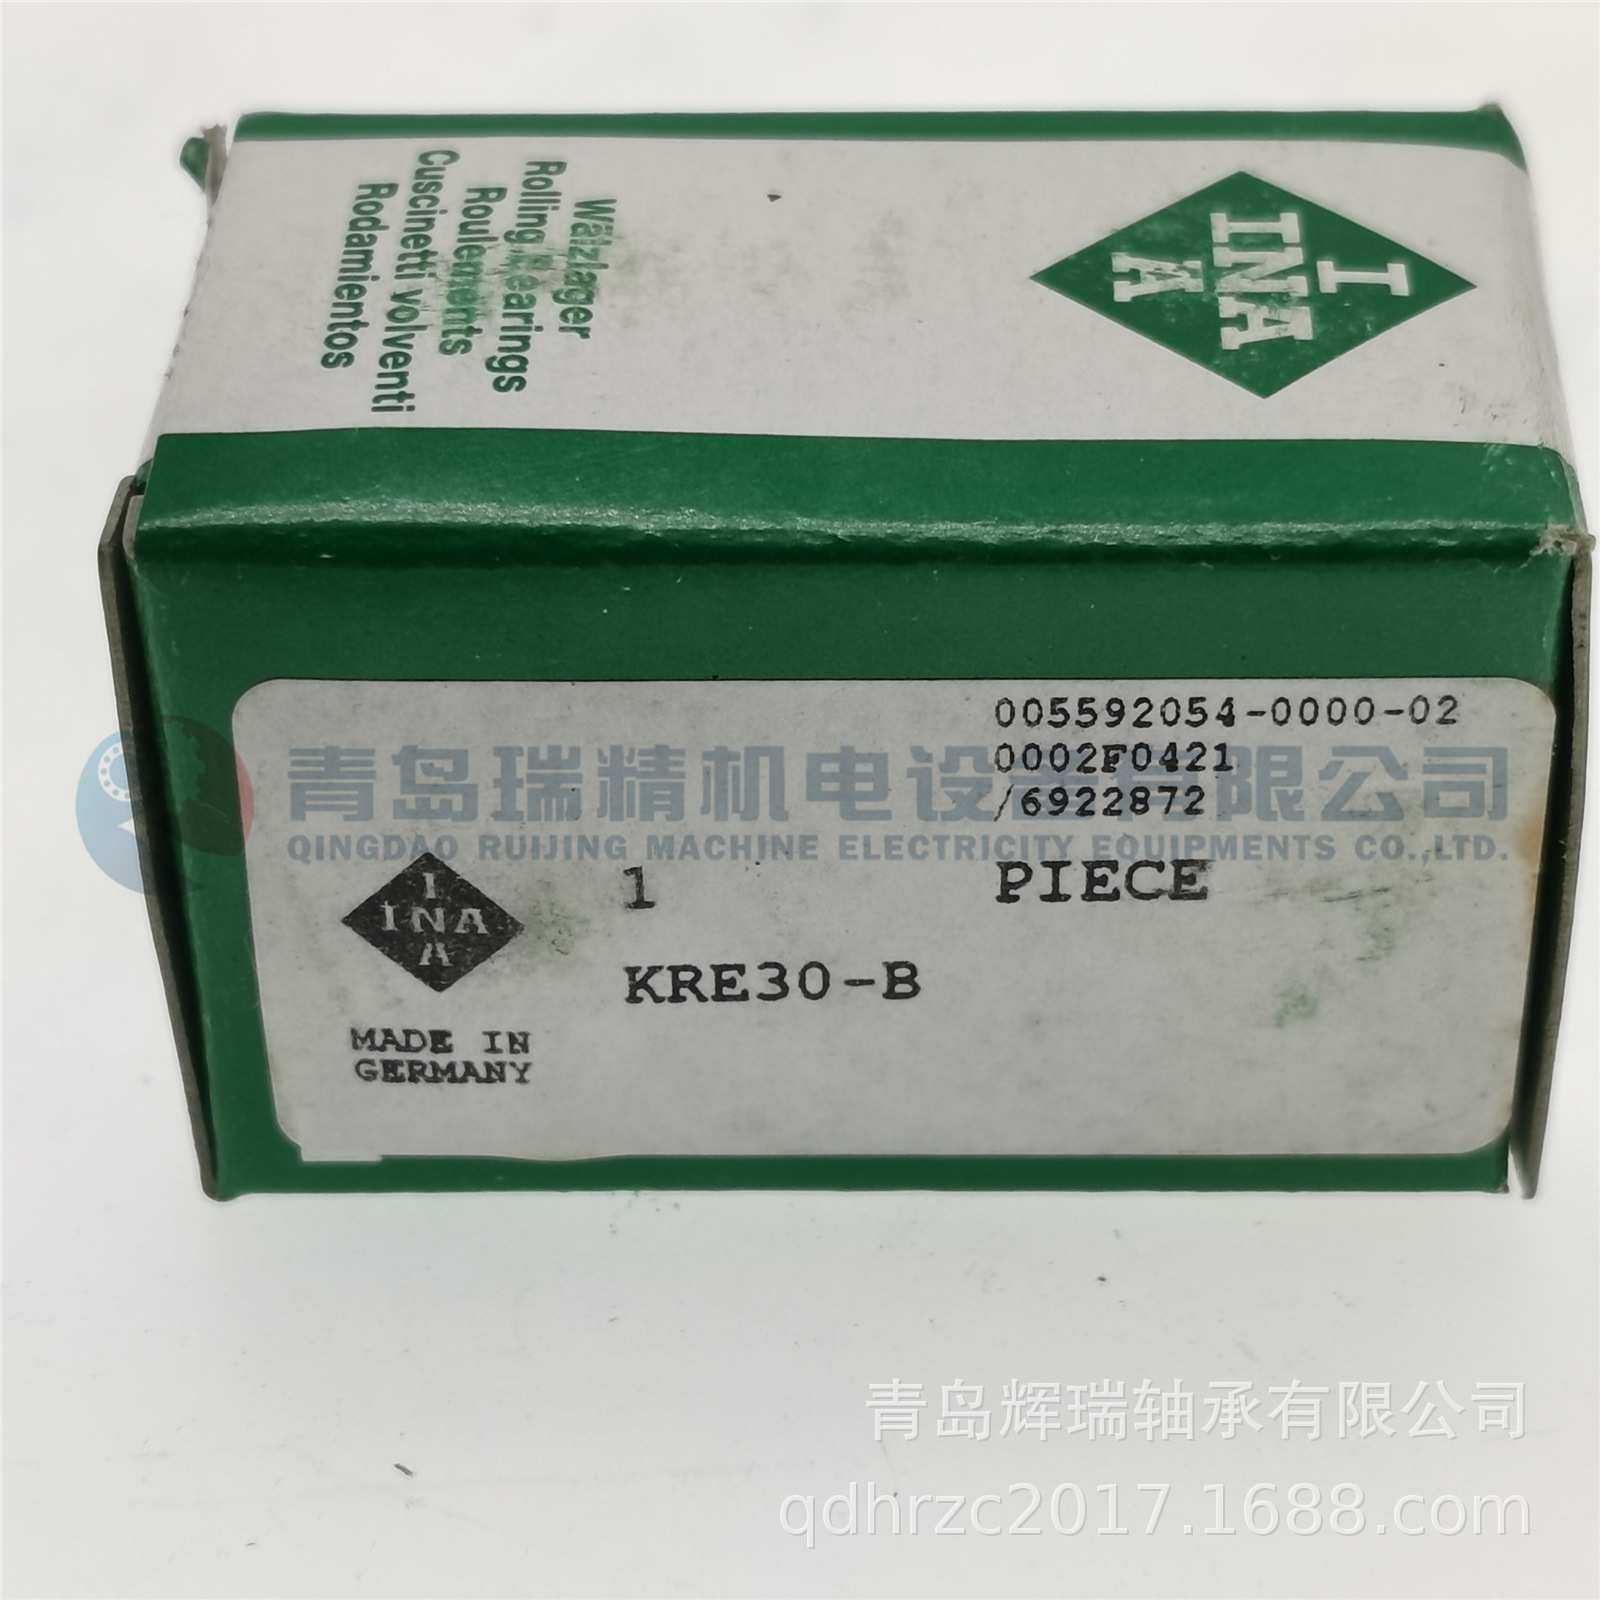 Wälzlager
Rolling Bearings
Roulements
Cuscinetti volventi
Rodamientos
I
INA
A
005592054-0000-02
0002F0421
/6922872
青岛瑞精机电设备有限公司
QINGDAO RUIJING MACHINE ELECTRICITY EQUIPMENTS CO.,LTD.
1 PIECE
I
INA
A
KRE30-B
MADE IN
GERMANY
青岛辉瑞轴承有限公司
qdhrzc2017.1688.com